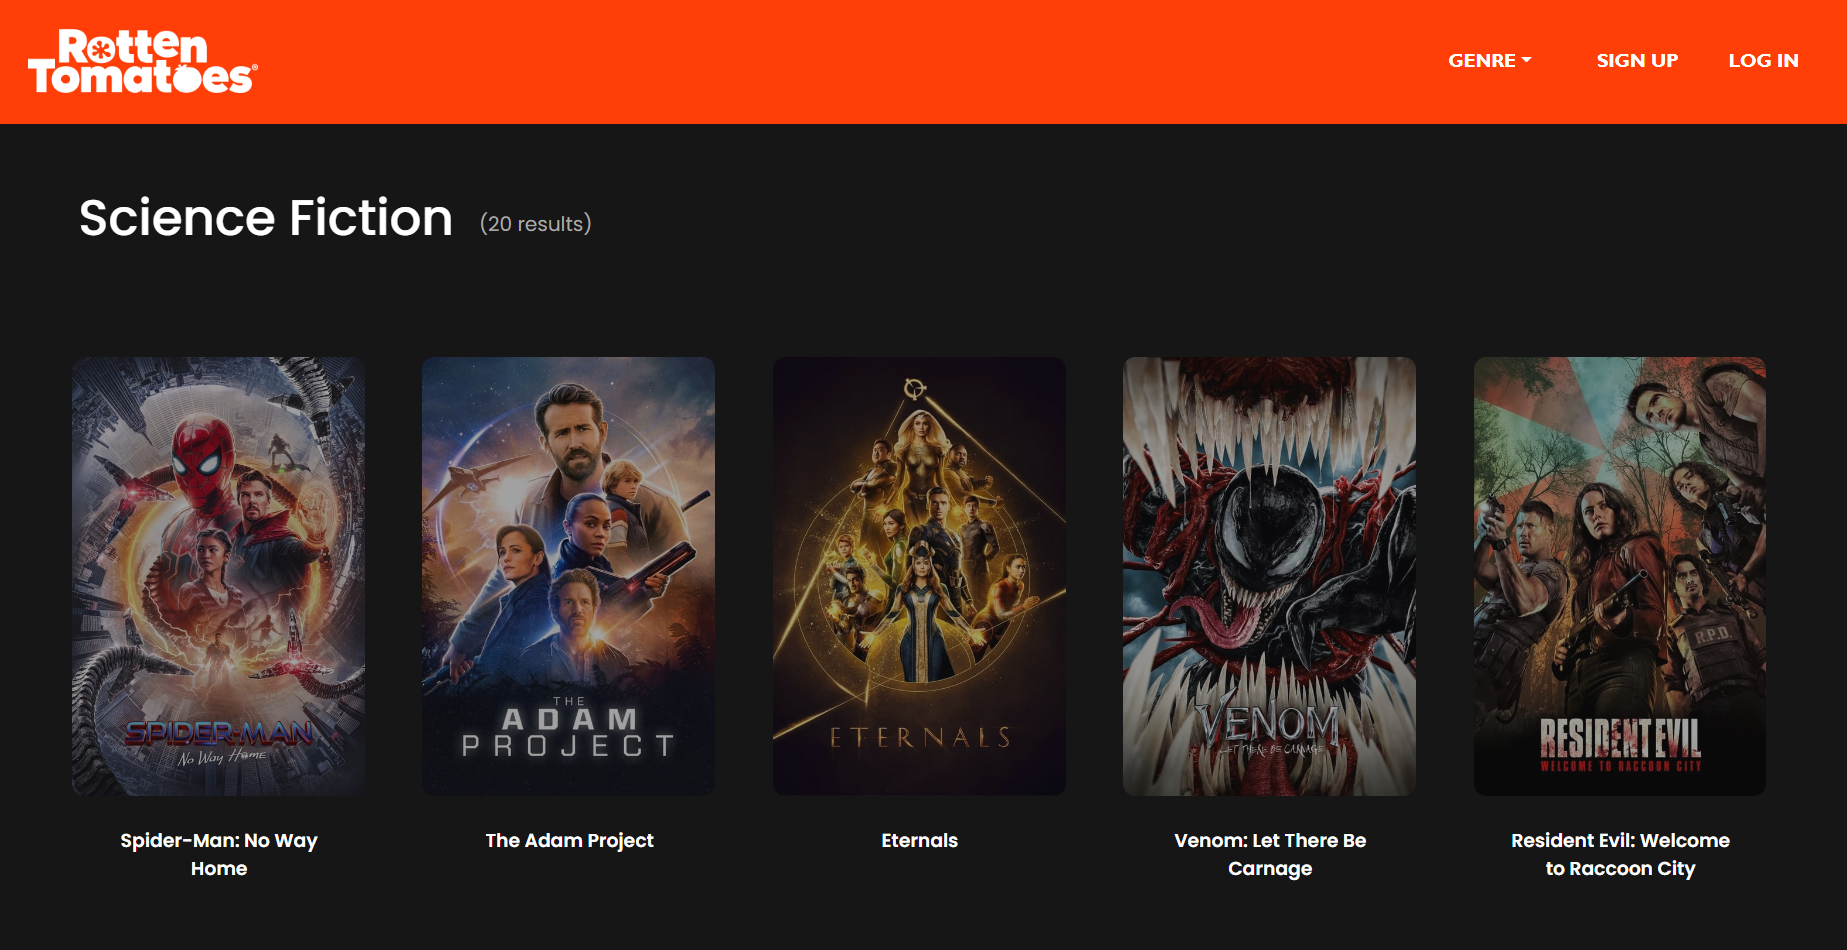 Rotten
Tomatoes®
GENRE
SIGN UP
LOG IN
Science Fiction
(20 results)
SPIDER-MAN
No Way Home
THE
ADAM
PROJECT
ETERNALS
VENOM
LET THERE BE CARNAGE
R.P.D.
RESIDENT EVIL
WELCOME TO RACCOON CITY
Spider-Man: No Way
Home
The Adam Project
Eternals
Venom: Let There Be
Carnage
Resident Evil: Welcome
to Raccoon City